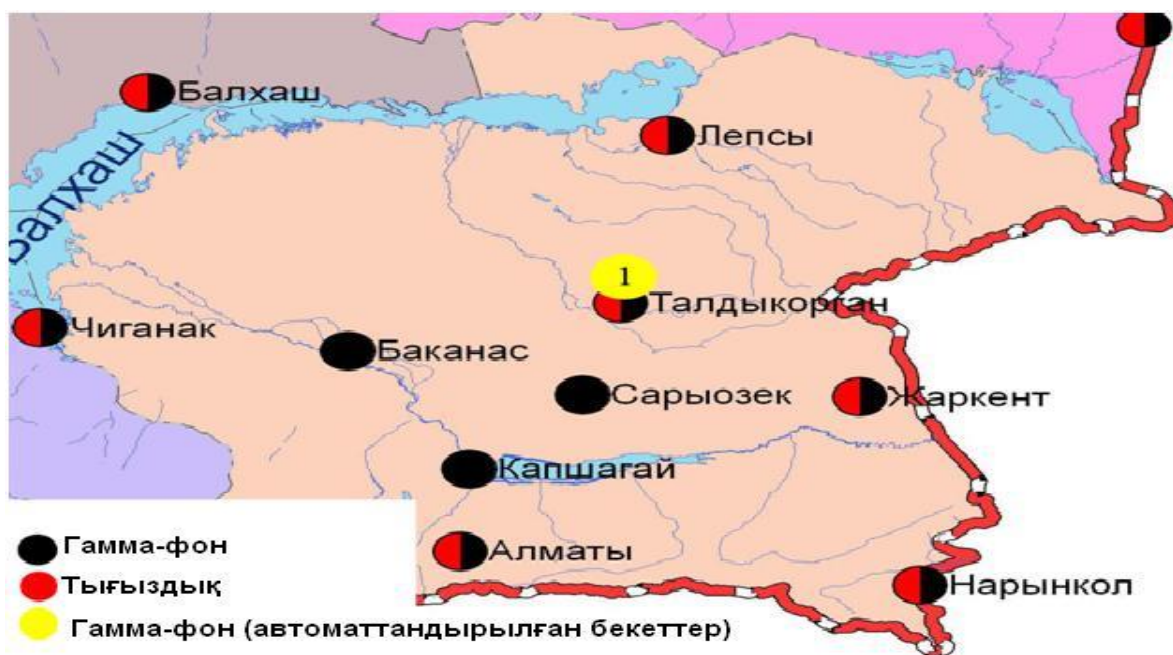 Балхаш
Лепсы
Балхаш
1
Талдыкорган
Чиганак
Баканас
Сарыозек
Жаркент
Капшагай
Алматы
Нарынкол
Гамма-фон
Тығыздық
Гамма-фон (автоматтандырылған бекеттер)